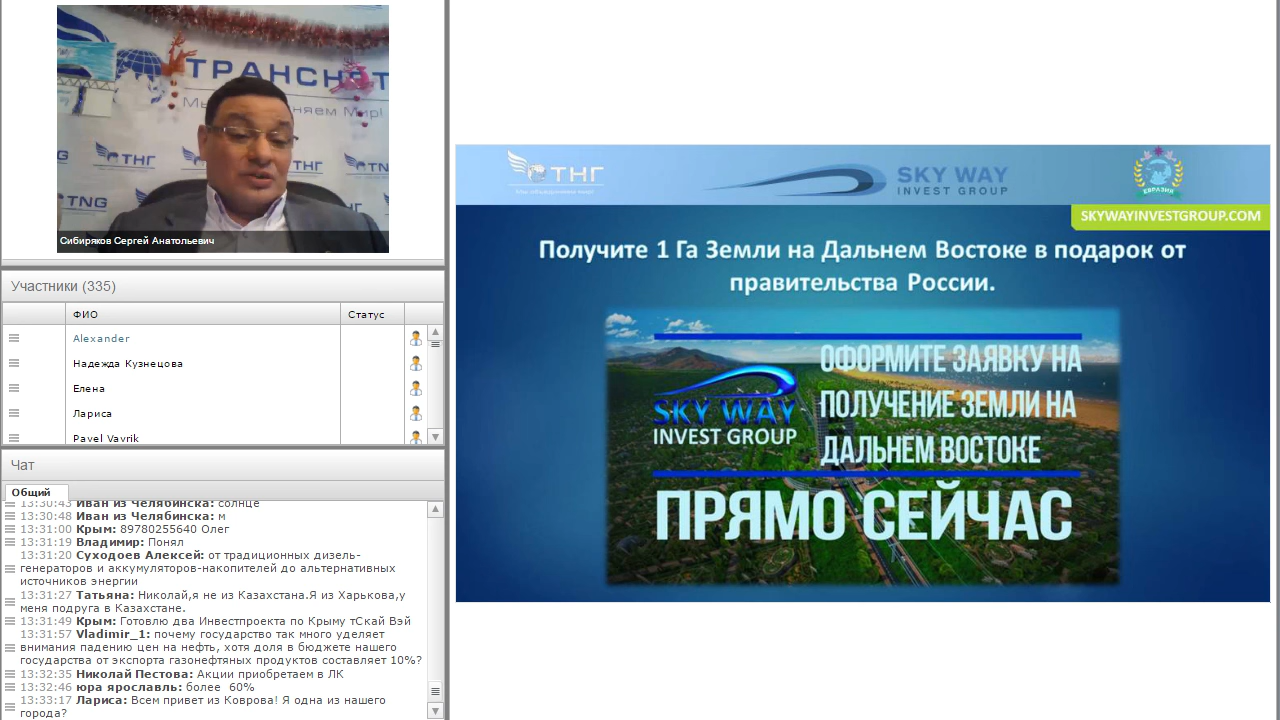 ТРАНСНЭТ
TNG
ТНГ
TNG
TNG
Сибиряков Сергей Анатольевич
Участники (335)
ФИО
Статус
Alexander
Надежда Кузнецова
Елена
Лариса
Pavel Vavrik
Чат
Общий
13:30:43 Иван из Челябинска: солнце
13:30:48 Иван из Челябинска: м
13:31:00 Крым: 89780255640 Олег
13:31:19 Владимир: Понял
13:31:20 Суходоев Алексей: от традиционных дизель-
генераторов и аккумуляторов-накопителей до альтернативных
источников энергии
13:31:27 Татьяна: Николай,я не из Казахстана.Я из Харькова,у
меня подруга в Казахстане.
13:31:49 Крым: Готовлю два Инвестпроекта по Крыму тСкай Вэй
13:31:57 Vladimir_1: почему государство так много уделяет
внимания падению цен на нефть, хотя доля в бюджете нашего
государства от экспорта газонефтяных продуктов составляет 10%?
13:32:35 Николай Пестова: Акции приобретаем в ЛК
13:32:46 юра ярославль: более 60%
13:33:17 Лариса: Всем привет из Коврова! Я одна из нашего
города?
ТНГ
Мы объединяем мир!
SKY WAY
INVEST GROUP
ЕВРАЗИЯ
SKYWAYINVESTGROUP.COM
Получите 1 Га Земли на Дальнем Востоке в подарок от
правительства России.
SKY WAY
INVEST GROUP
ОФОРМИТЕ ЗАЯВКУ НА
ПОЛУЧЕНИЕ ЗЕМЛИ НА
ДАЛЬНЕМ ВОСТОКЕ
ПРЯМО СЕЙЧАС